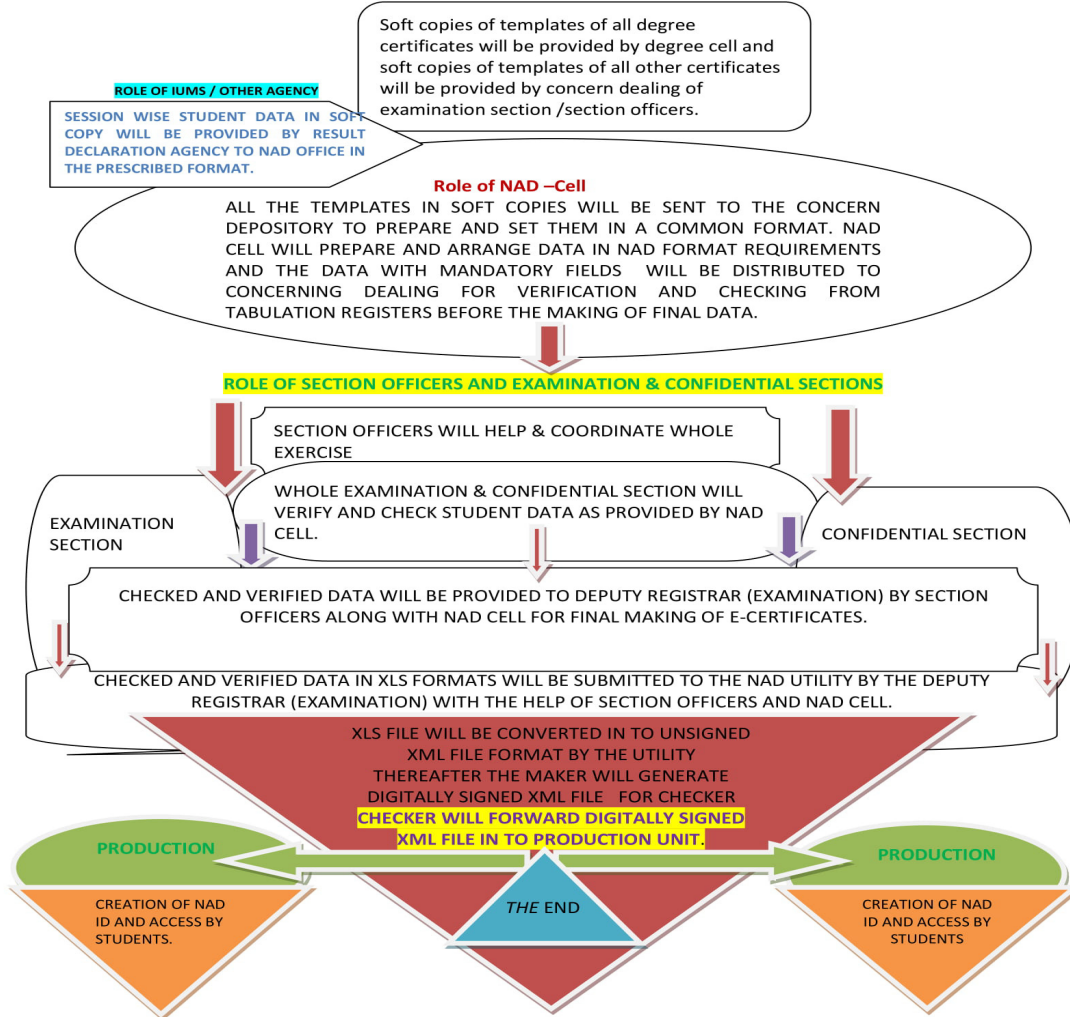 Soft copies of templates of all degree
certificates will be provided by degree cell and
soft copies of templates of all other certificates
will be provided by concern dealing of
examination section /section officers.
ROLE OF IUMS / OTHER AGENCY
SESSION WISE STUDENT DATA IN SOFT
COPY WILL BE PROVIDED BY RESULT
DECLARATION AGENCY TO NAD OFFICE IN
THE PRESCRIBED FORMAT.
Role of NAD –Cell
ALL THE TEMPLATES IN SOFT COPIES WILL BE SENT TO THE CONCERN
DEPOSITORY TO PREPARE AND SET THEM IN A COMMON FORMAT. NAD
CELL WILL PREPARE AND ARRANGE DATA IN NAD FORMAT REQUIREMENTS
AND THE DATA WITH MANDATORY FIELDS WILL BE DISTRIBUTED TO
CONCERNING DEALING FOR VERIFICATION AND CHECKING FROM
TABULATION REGISTERS BEFORE THE MAKING OF FINAL DATA.
ROLE OF SECTION OFFICERS AND EXAMINATION & CONFIDENTIAL SECTIONS
SECTION OFFICERS WILL HELP & COORDINATE WHOLE
EXERCISE
WHOLE EXAMINATION & CONFIDENTIAL SECTION WILL
VERIFY AND CHECK STUDENT DATA AS PROVIDED BY NAD
CELL.
EXAMINATION
SECTION
CONFIDENTIAL SECTION
CHECKED AND VERIFIED DATA WILL BE PROVIDED TO DEPUTY REGISTRAR (EXAMINATION) BY SECTION
OFFICERS ALONG WITH NAD CELL FOR FINAL MAKING OF E-CERTIFICATES.
CHECKED AND VERIFIED DATA IN XLS FORMATS WILL BE SUBMITTED TO THE NAD UTILITY BY THE DEPUTY
REGISTRAR (EXAMINATION) WITH THE HELP OF SECTION OFFICERS AND NAD CELL.
XLS FILE WILL BE CONVERTED IN TO UNSIGNED
XML FILE FORMAT BY THE UTILITY
THEREAFTER THE MAKER WILL GENERATE
DIGITALLY SIGNED XML FILE FOR CHECKER
CHECKER WILL FORWARD DIGITALLY SIGNED
XML FILE IN TO PRODUCTION UNIT.
PRODUCTION
CREATION OF NAD
ID AND ACCESS BY
STUDENTS.
THE END
PRODUCTION
CREATION OF NAD
ID AND ACCESS BY
STUDENTS